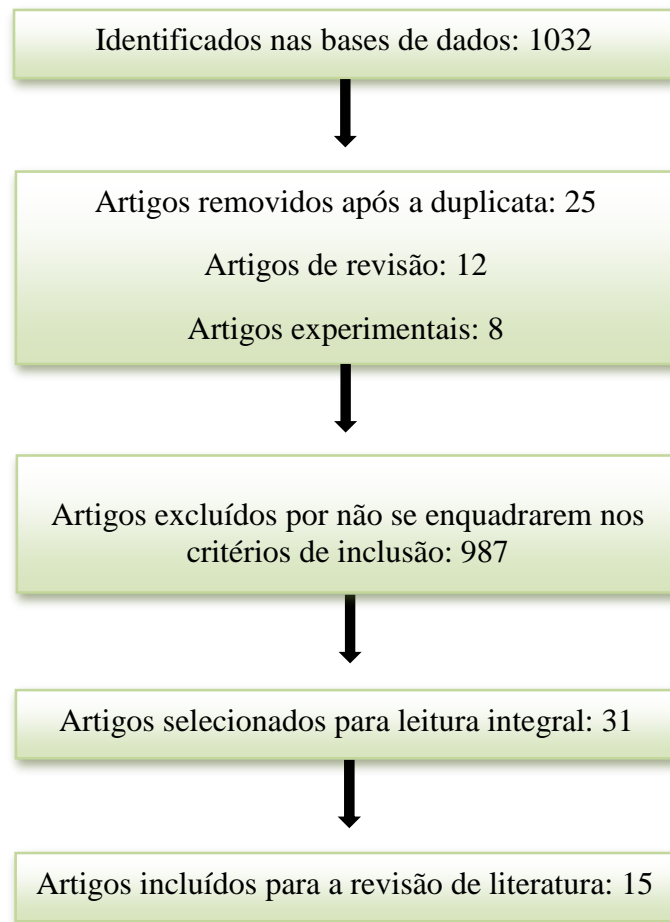 Identificados nas bases de dados: 1032
Artigos removidos após a duplicata: 25
Artigos de revisão: 12
Artigos experimentais: 8
Artigos excluídos por não se enquadrarem nos
critérios de inclusão: 987
Artigos selecionados para leitura integral: 31
Artigos incluídos para a revisão de literatura: 15